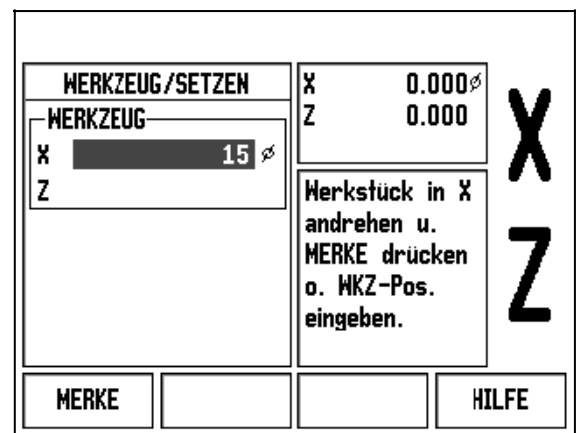 WERKZEUG/SETZEN
WERKZEUG
X 15 ⌀
Z
X 0.000⌀
Z 0.000
Werkstück in X
andrehen u.
MERKE drücken
o. WKZ-Pos.
eingeben.
X
Z
MERKE
HILFE